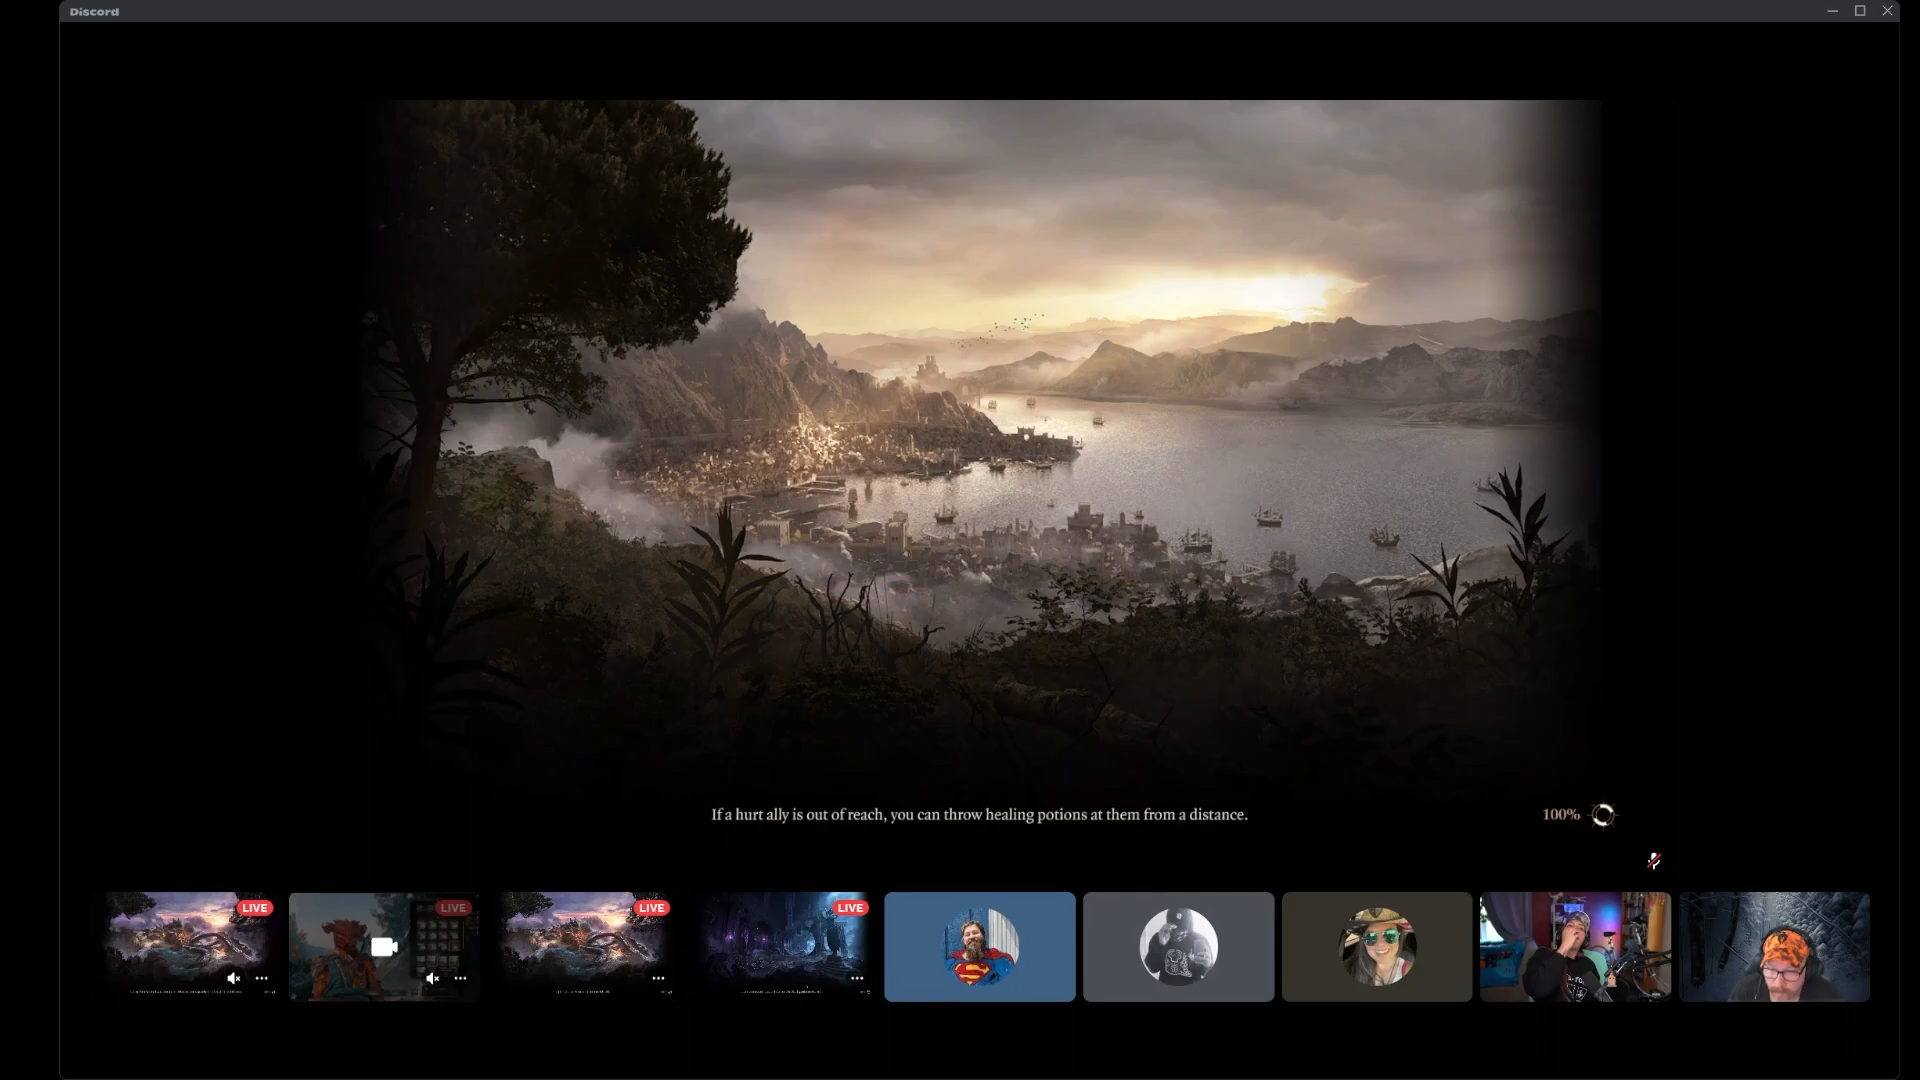 Discord
If a hurt ally is out of reach, you can throw healing potions at them from a distance.
100%
LIVE
LIVE
LIVE
LIVE